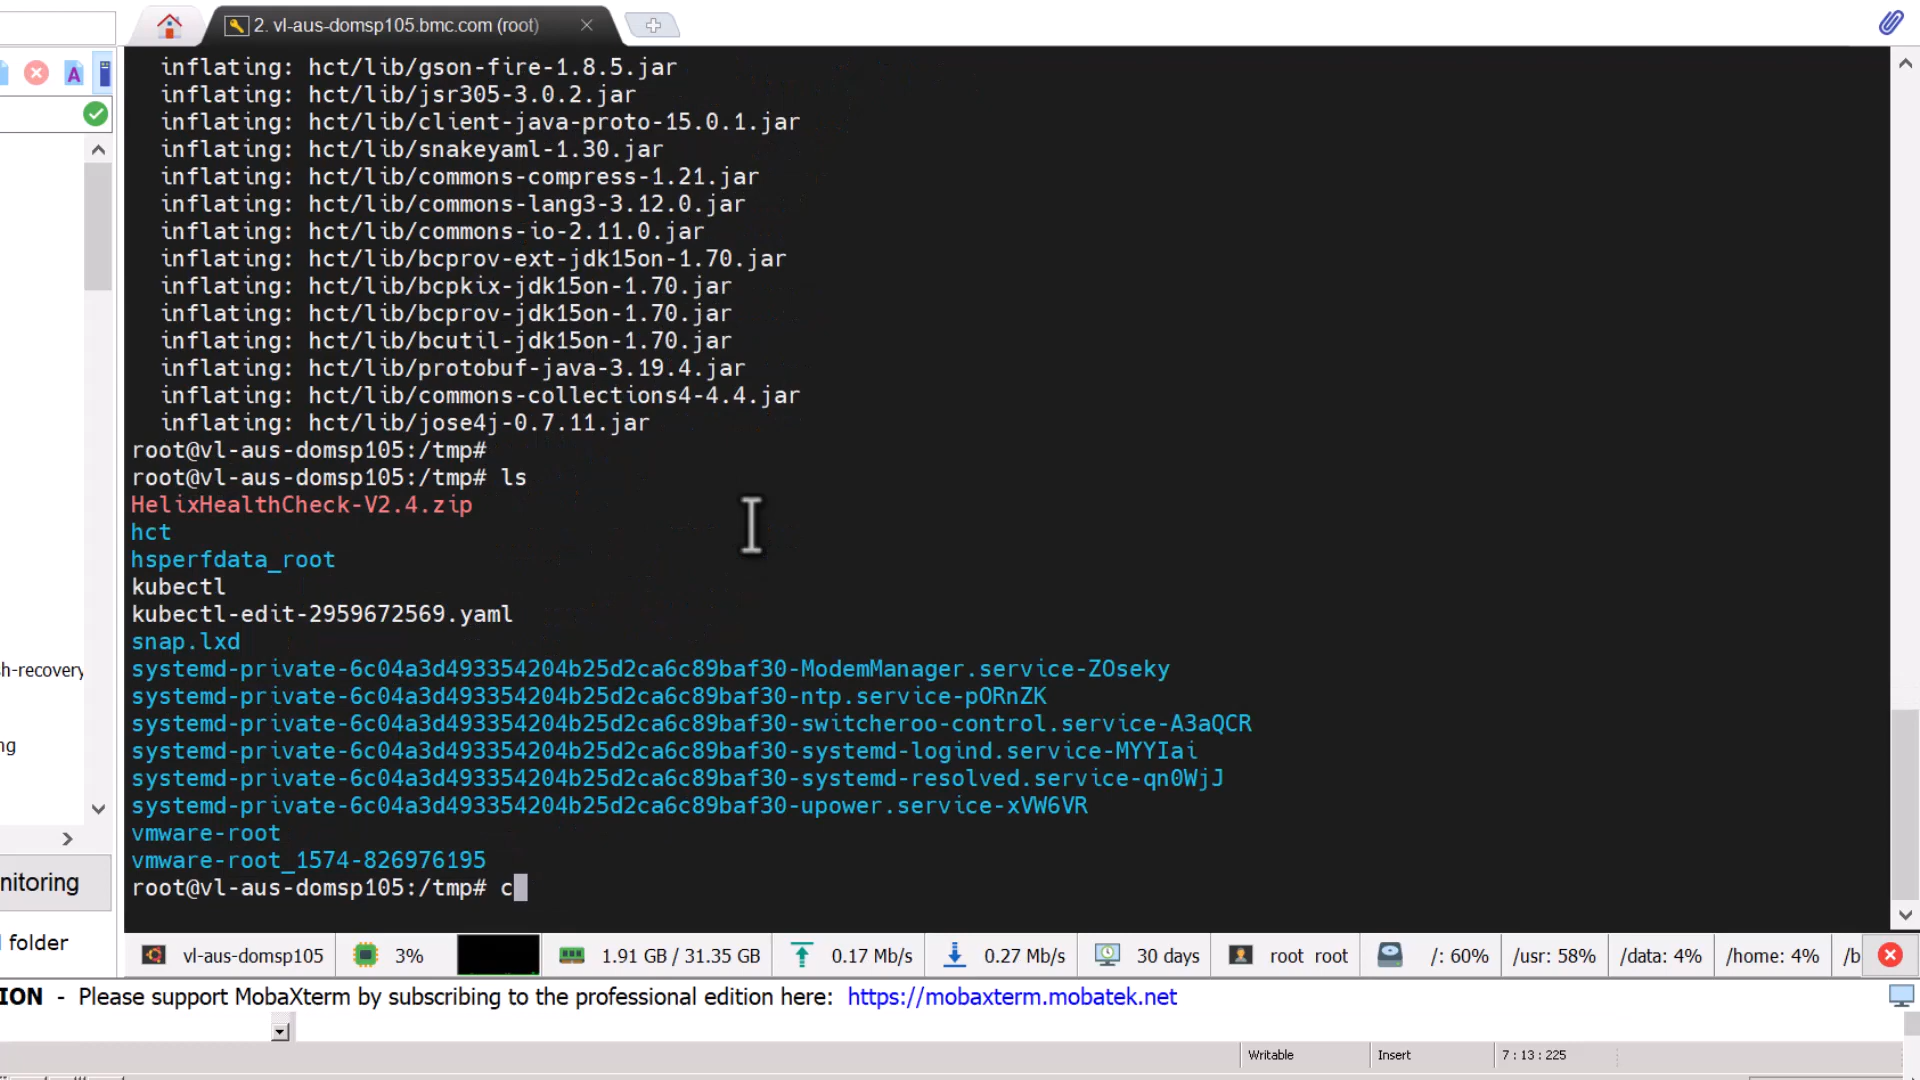 2. vl-aus-domsp105.bmc.com (root)
inflating: hct/lib/gson-fire-1.8.5.jar
inflating: hct/lib/jsr305-3.0.2.jar
inflating: hct/lib/client-java-proto-15.0.1.jar
inflating: hct/lib/snakeyaml-1.30.jar
inflating: hct/lib/commons-compress-1.21.jar
inflating: hct/lib/commons-lang3-3.12.0.jar
inflating: hct/lib/commons-io-2.11.0.jar
inflating: hct/lib/bcprov-ext-jdk15on-1.70.jar
inflating: hct/lib/bcpkix-jdk15on-1.70.jar
inflating: hct/lib/bcprov-jdk15on-1.70.jar
inflating: hct/lib/bcutil-jdk15on-1.70.jar
inflating: hct/lib/protobuf-java-3.19.4.jar
inflating: hct/lib/commons-collections4-4.4.jar
inflating: hct/lib/jose4j-0.7.11.jar
root@vl-aus-domsp105:/tmp#
root@vl-aus-domsp105:/tmp# ls
HelixHealthCheck-V2.4.zip
hct
hsperfdata_root
kubectl
kubectl-edit-2959672569.yaml
snap.lxd
systemd-private-6c04a3d493354204b25d2ca6c89baf30-ModemManager.service-ZOseky
systemd-private-6c04a3d493354204b25d2ca6c89baf30-ntp.service-pORnZK
systemd-private-6c04a3d493354204b25d2ca6c89baf30-switcheroo-control.service-A3aQCR
systemd-private-6c04a3d493354204b25d2ca6c89baf30-systemd-logind.service-MYYIai
systemd-private-6c04a3d493354204b25d2ca6c89baf30-systemd-resolved.service-qn0WjJ
systemd-private-6c04a3d493354204b25d2ca6c89baf30-upower.service-xVW6VR
vmware-root
vmware-root_1574-826976195
root@vl-aus-domsp105:/tmp# c
h-recovery
ng
nitoring
l folder
vl-aus-domsp105 3% 1.91 GB / 31.35 GB 0.17 Mb/s 0.27 Mb/s 30 days root root /: 60% /usr: 58% /data: 4% /home: 4% /b
ION - Please support MobaXterm by subscribing to the professional edition here: https://mobaxterm.mobatek.net
Writable Insert 7 : 13 : 225